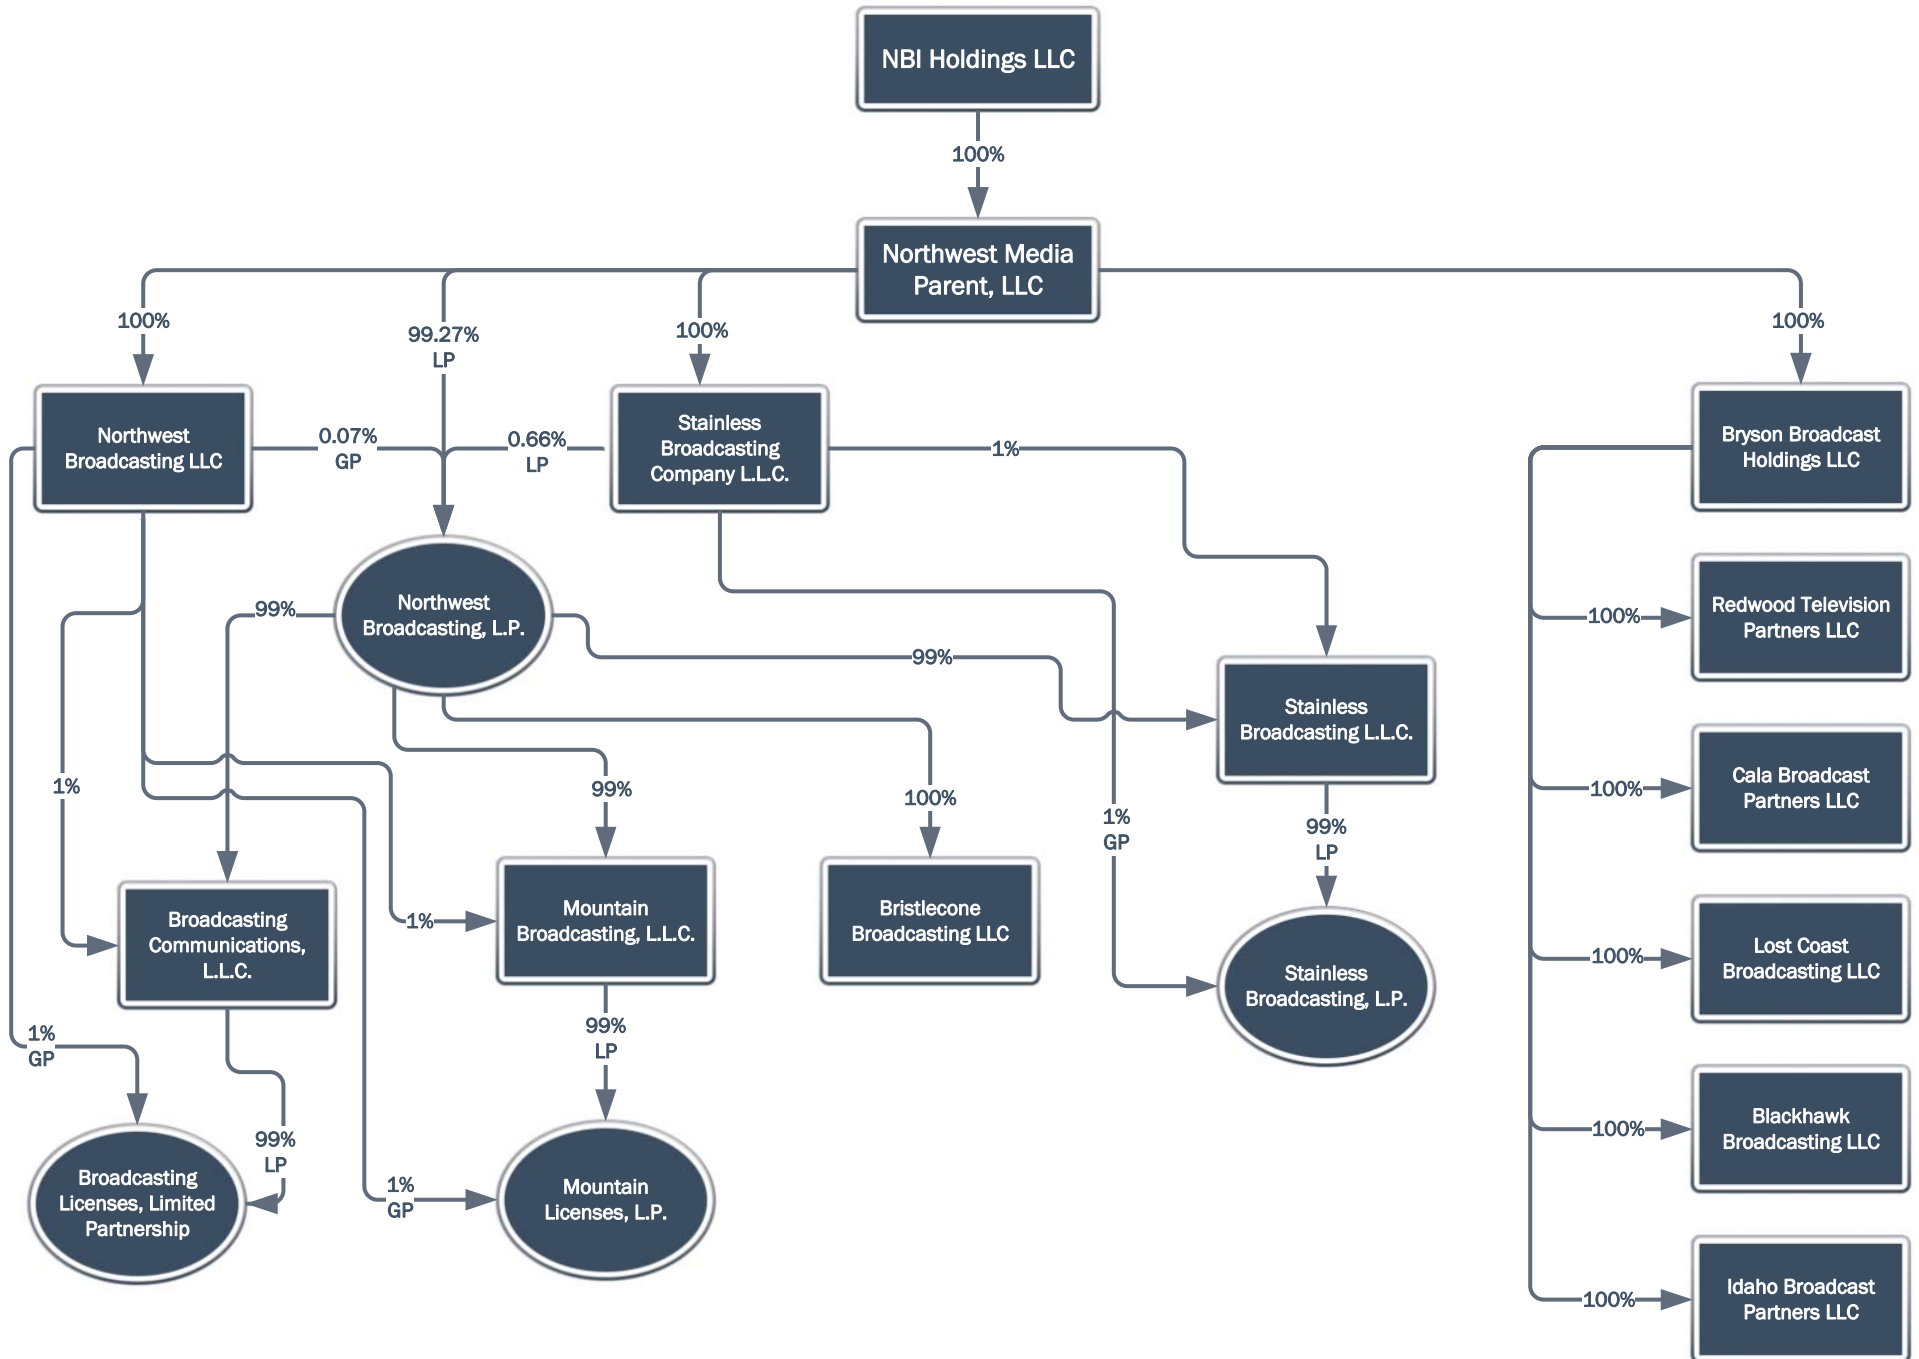 NBI Holdings LLC
100%
Northwest Media
Parent, LLC
100%
99.27%
LP
100%
100%
Northwest
Broadcasting LLC
0.07%
GP
0.66%
LP
Stainless
Broadcasting
Company L.L.C.
1%
Bryson Broadcast
Holdings LLC
99%
Northwest
Broadcasting, L.P.
99%
100%
Redwood Television
Partners LLC
Stainless
Broadcasting L.L.C.
1%
99%
100%
1%
GP
99%
LP
100%
Cala Broadcast
Partners LLC
Broadcasting
Communications,
L.L.C.
1%
Mountain
Broadcasting, L.L.C.
Bristlecone
Broadcasting LLC
Stainless
Broadcasting, L.P.
100%
Lost Coast
Broadcasting LLC
1%
GP
99%
LP
99%
LP
100%
Blackhawk
Broadcasting LLC
Broadcasting
Licenses, Limited
Partnership
1%
GP
Mountain
Licenses, L.P.
100%
Idaho Broadcast
Partners LLC